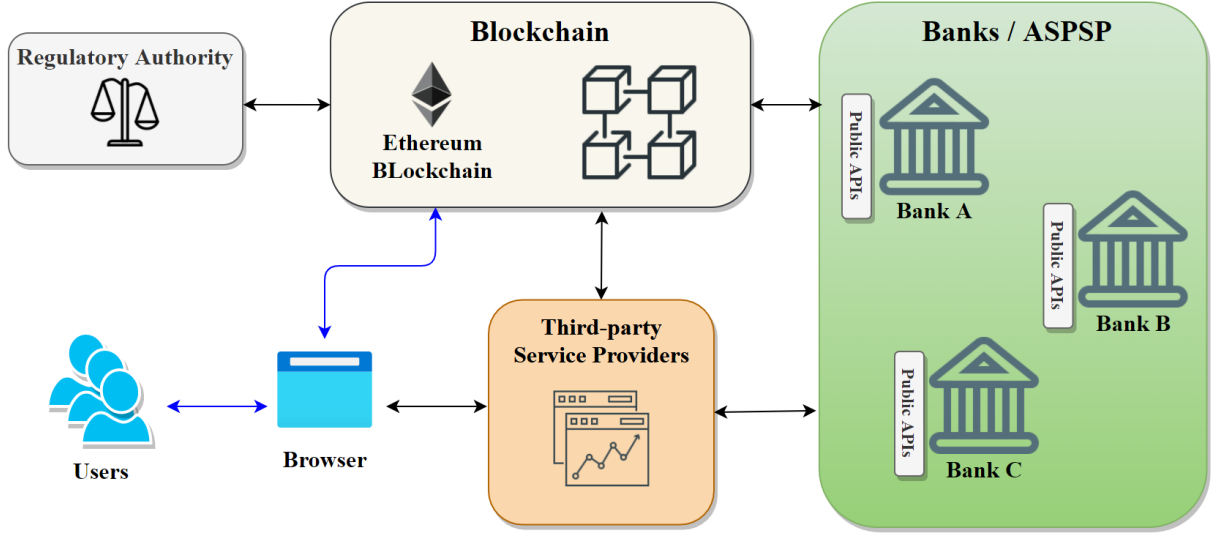 Regulatory Authority
Blockchain
Ethereum
BLockchain
Banks / ASPSP
Public APIs
Bank A
Public APIs
Bank B
Public APIs
Bank C
Third-party
Service Providers
Users
Browser